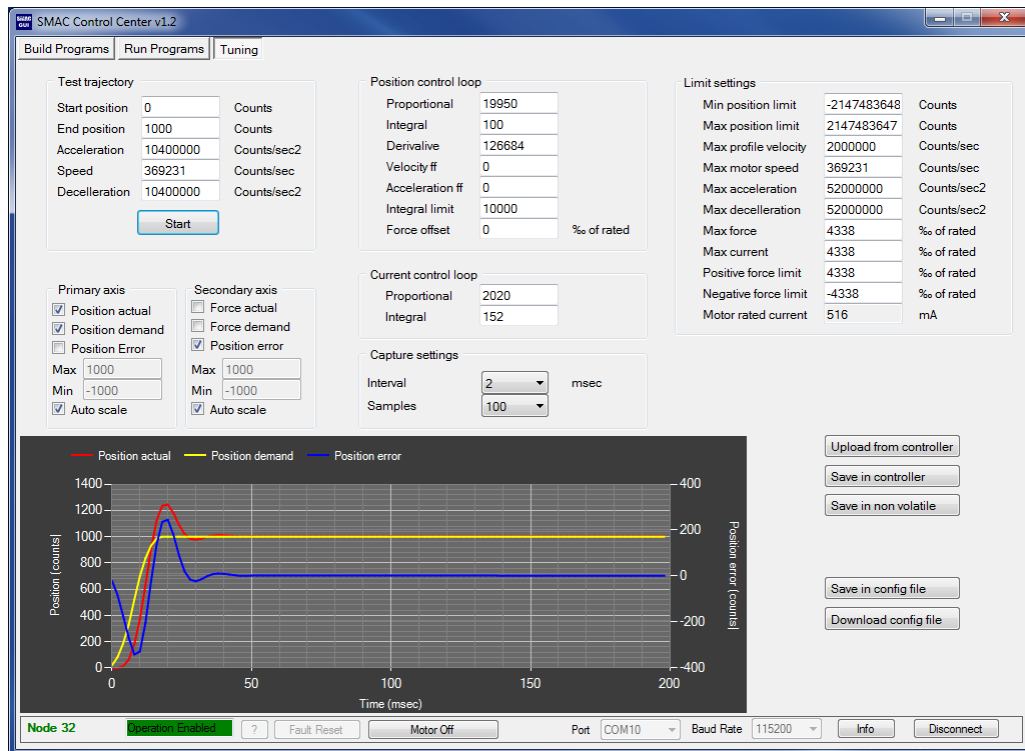 SMAC GUI SMAC Control Center v1.2
Build Programs Run Programs Tuning
Test trajectory
Start position 0 Counts
End position 1000 Counts
Acceleration 10400000 Counts/sec2
Speed 369231 Counts/sec
Decelleration 10400000 Counts/sec2
Start
Position control loop
Proportional 19950
Integral 100
Derivalive 126684
Velocity ff 0
Acceleration ff 0
Integral limit 10000
Force offset 0 ‰ of rated
Limit settings
Min position limit -2147483648 Counts
Max position limit 2147483647 Counts
Max profile velocity 2000000 Counts/sec
Max motor speed 369231 Counts/sec
Max acceleration 52000000 Counts/sec2
Max decelleration 52000000 Counts/sec2
Max force 4338 ‰ of rated
Max current 4338 ‰ of rated
Positive force limit 4338 ‰ of rated
Negative force limit -4338 ‰ of rated
Motor rated current 516 mA
Primary axis
Position actual
Position demand
Position Error
Max 1000
Min -1000
Auto scale
Secondary axis
Force actual
Force demand
Position error
Max 1000
Min -1000
Auto scale
Current control loop
Proportional 2020
Integral 152
Capture settings
Interval 2 msec
Samples 100
Position actual Position demand Position error
Position [counts]
1400
1200
1000
800
600
400
200
0
400
200
0
-200
-400
Position error [counts]
0 50 100 150 200
Time (msec)
Upload from controller
Save in controller
Save in non volatile
Save in config file
Download config file
Node 32 Operation Enabled ? Fault Reset Motor Off Port COM10 Baud Rate 115200 Info Disconnect